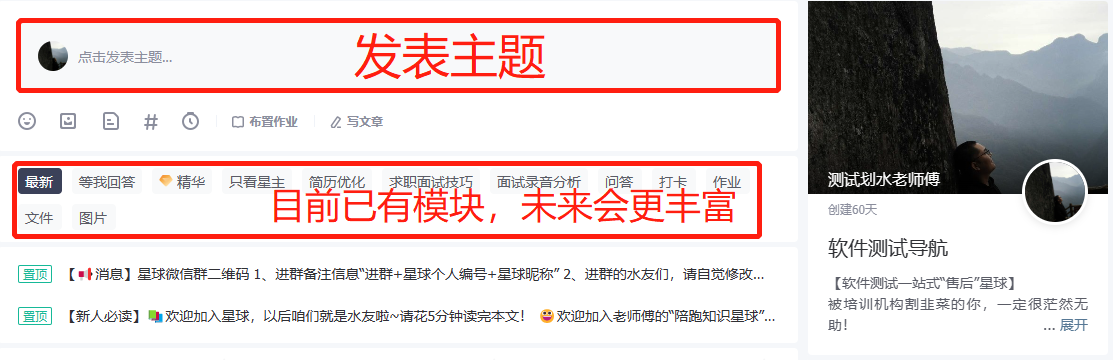 点击发表主题...
发表主题
布置作业
写文章
最新 等我回答 精华 只看星主 简历优化 求职面试技巧 面试录音分析 问答 打卡 作业
文件 图片
目前已有模块，未来会更丰富
置顶 【消息】星球微信群二维码 1、进群备注信息“进群+星球个人编号+星球昵称” 2、进群的水友们，请自觉修改...
置顶 【新人必读】欢迎加入星球，以后咱们就是水友啦~请花5分钟读完本文！ 欢迎加入老师傅的“陪跑知识星球”...
测试划水老师傅
创建60天
软件测试导航
【软件测试一站式“售后”星球】
被培训机构割韭菜的你，一定很茫然无
助！ ... 展开